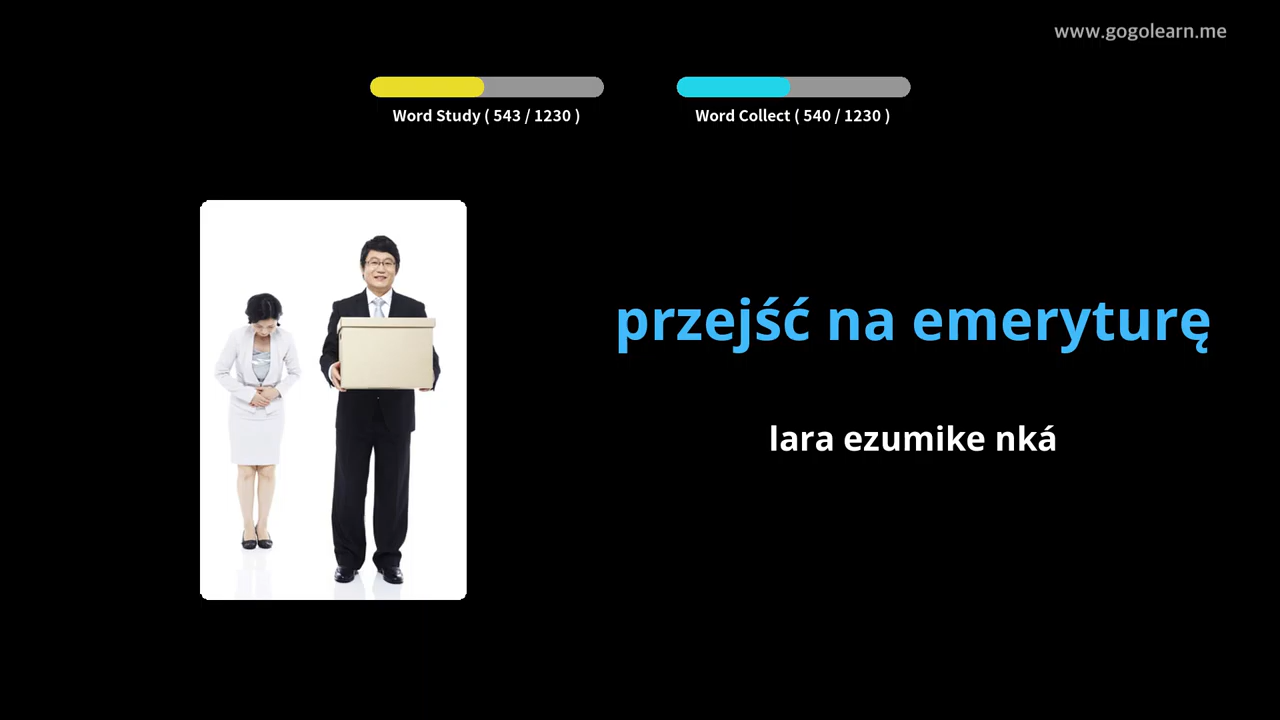 www.gogolearn.me
Word Study ( 543 / 1230 )
Word Collect ( 540 / 1230 )
przejść na emeryturę
lara ezumike nká